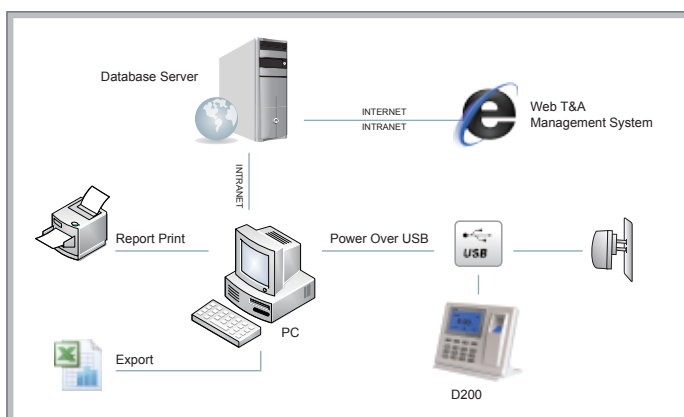 Database Server
INTERNET
INTRANET
Web T&A
Management System
INTRANET
Report Print
Power Over USB
USB
PC
Export
D200